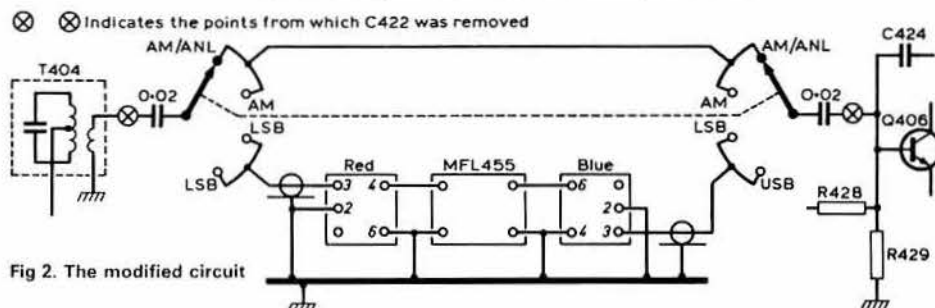 Indicates the points from which C422 was removed
AM/ANL
AM/ANL
C424
T404
0·02
0·02
AM
AM
Q406
LSB
LSB
Red
MFL455
Blue
LSB
3 4
6
USB
2
2
R428
6
4 3
R429
Fig 2. The modified circuit